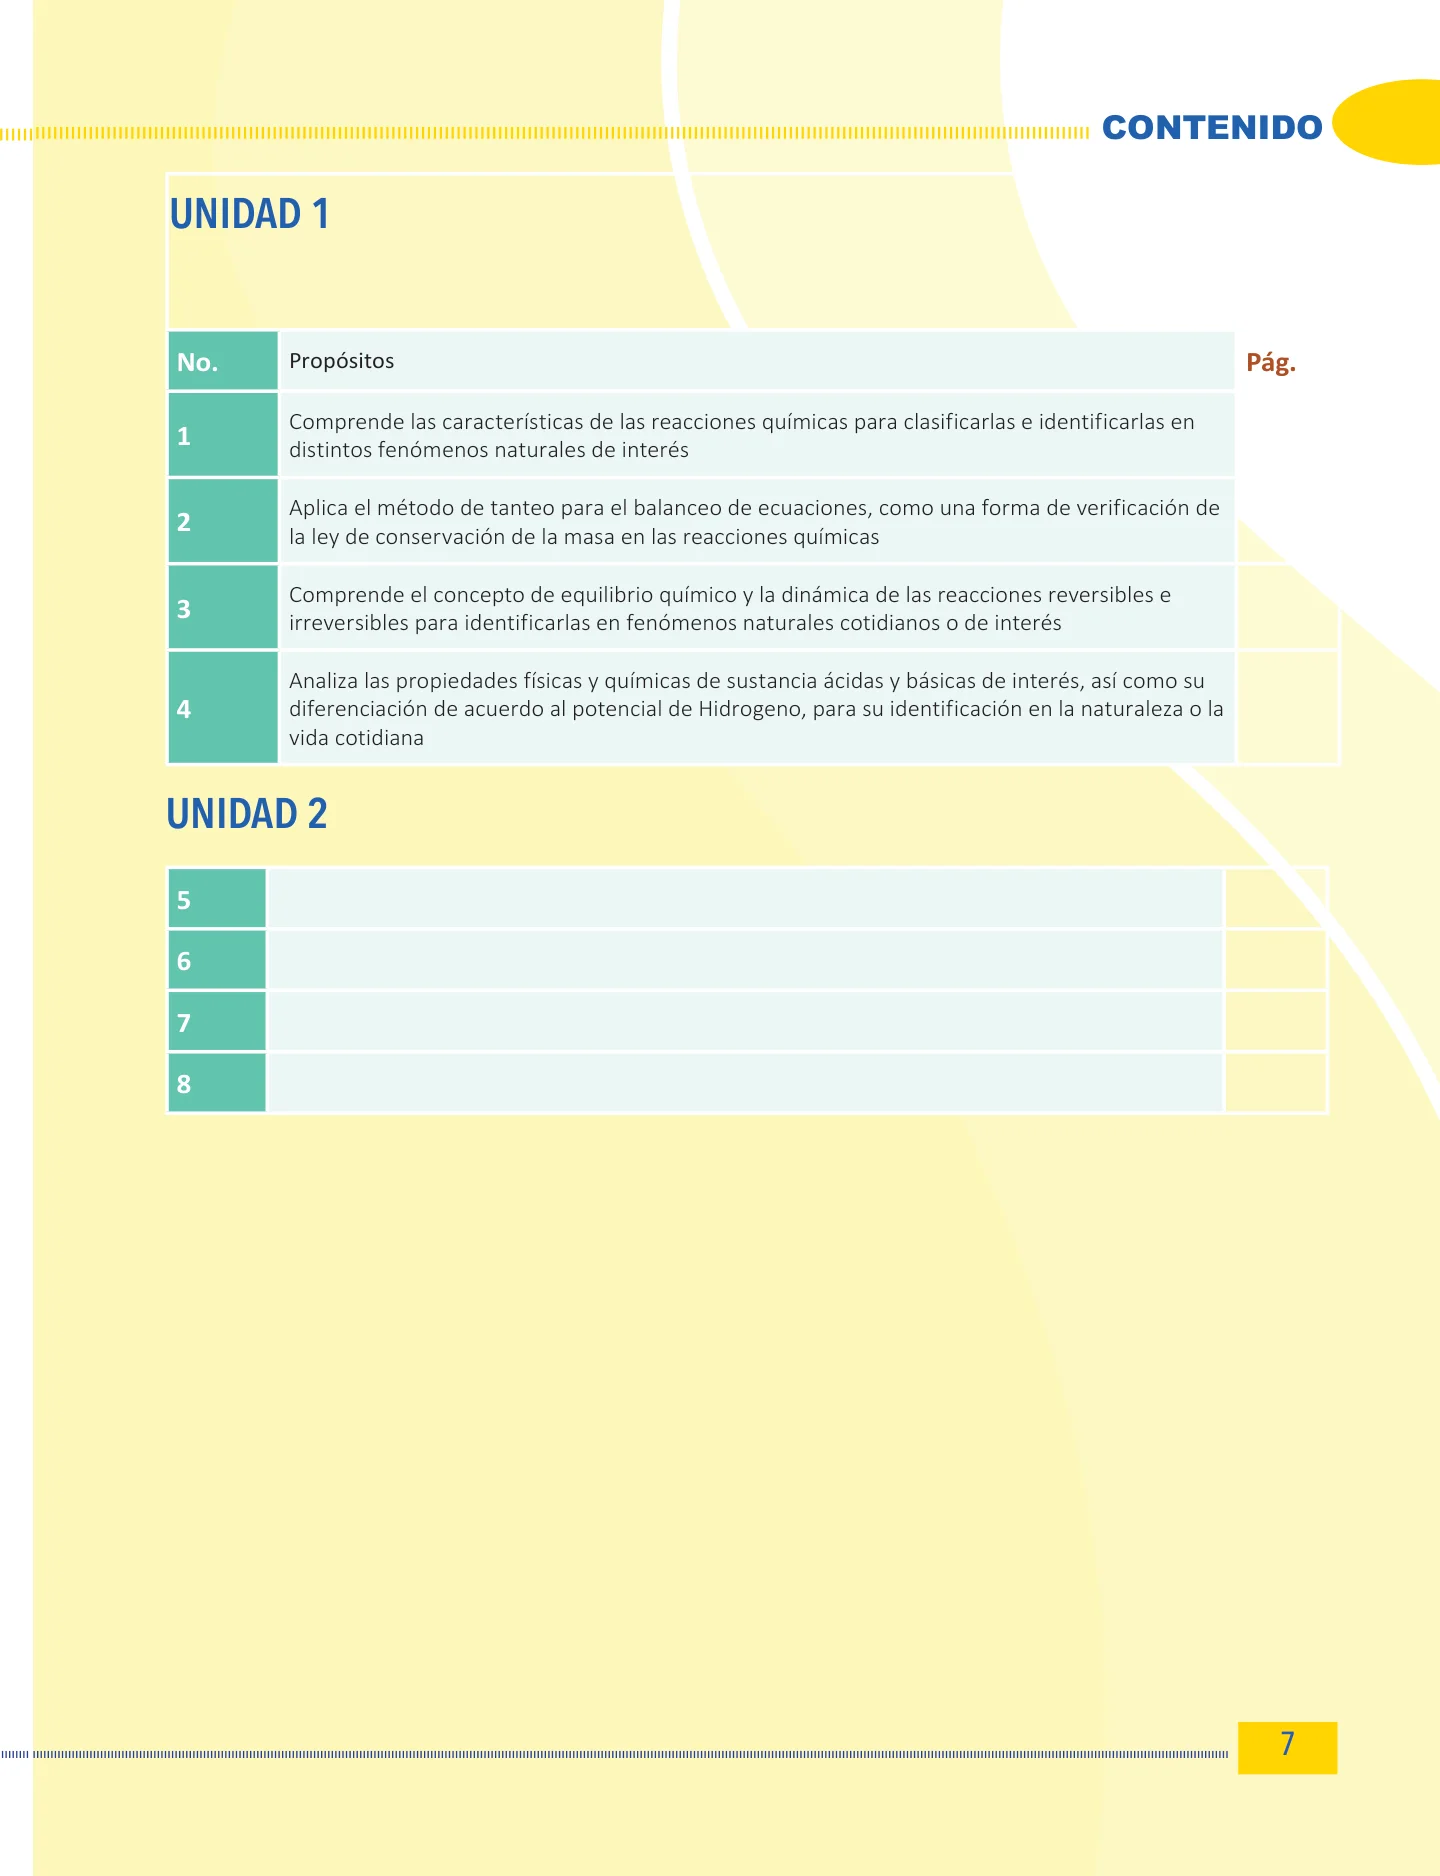 CONTENIDO
UNIDAD 1
No.
Propósitos
Pág.
1
Comprende las características de las reacciones químicas para clasificarlas e identificarlas en
distintos fenómenos naturales de interés
2
Aplica el método de tanteo para el balanceo de ecuaciones, como una forma de verificación de
la ley de conservación de la masa en las reacciones químicas
3
Comprende el concepto de equilibrio químico y la dinámica de las reacciones reversibles e
irreversibles para identificarlas en fenómenos naturales cotidianos o de interés
4
Analiza las propiedades físicas y químicas de sustancia ácidas y básicas de interés, así como su
diferenciación de acuerdo al potencial de Hidrogeno, para su identificación en la naturaleza o la
vida cotidiana
UNIDAD 2
5
6
7
8
7